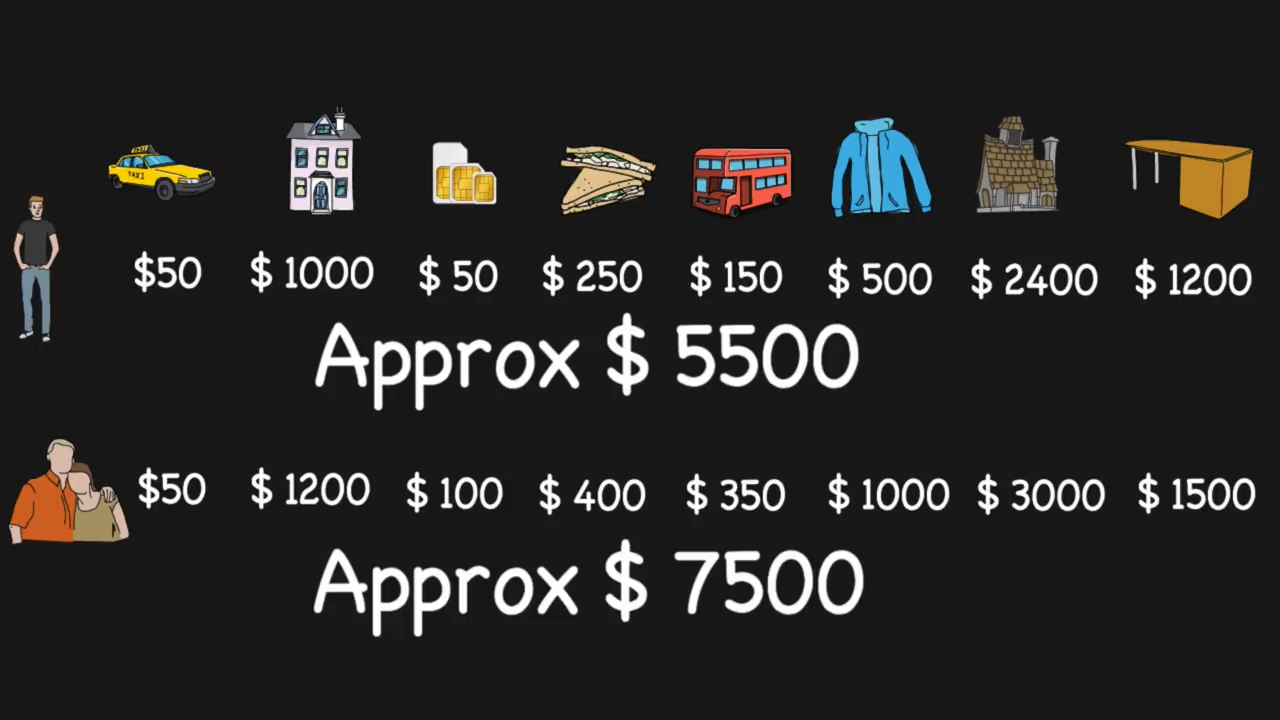 TAXI
TAXI
$50 $ 1000 $ 50 $ 250 $ 150 $ 500 $ 2400 $ 1200
Approx $ 5500
$50 $ 1200 $ 100 $ 400 $ 350 $ 1000 $ 3000 $ 1500
Approx $ 7500